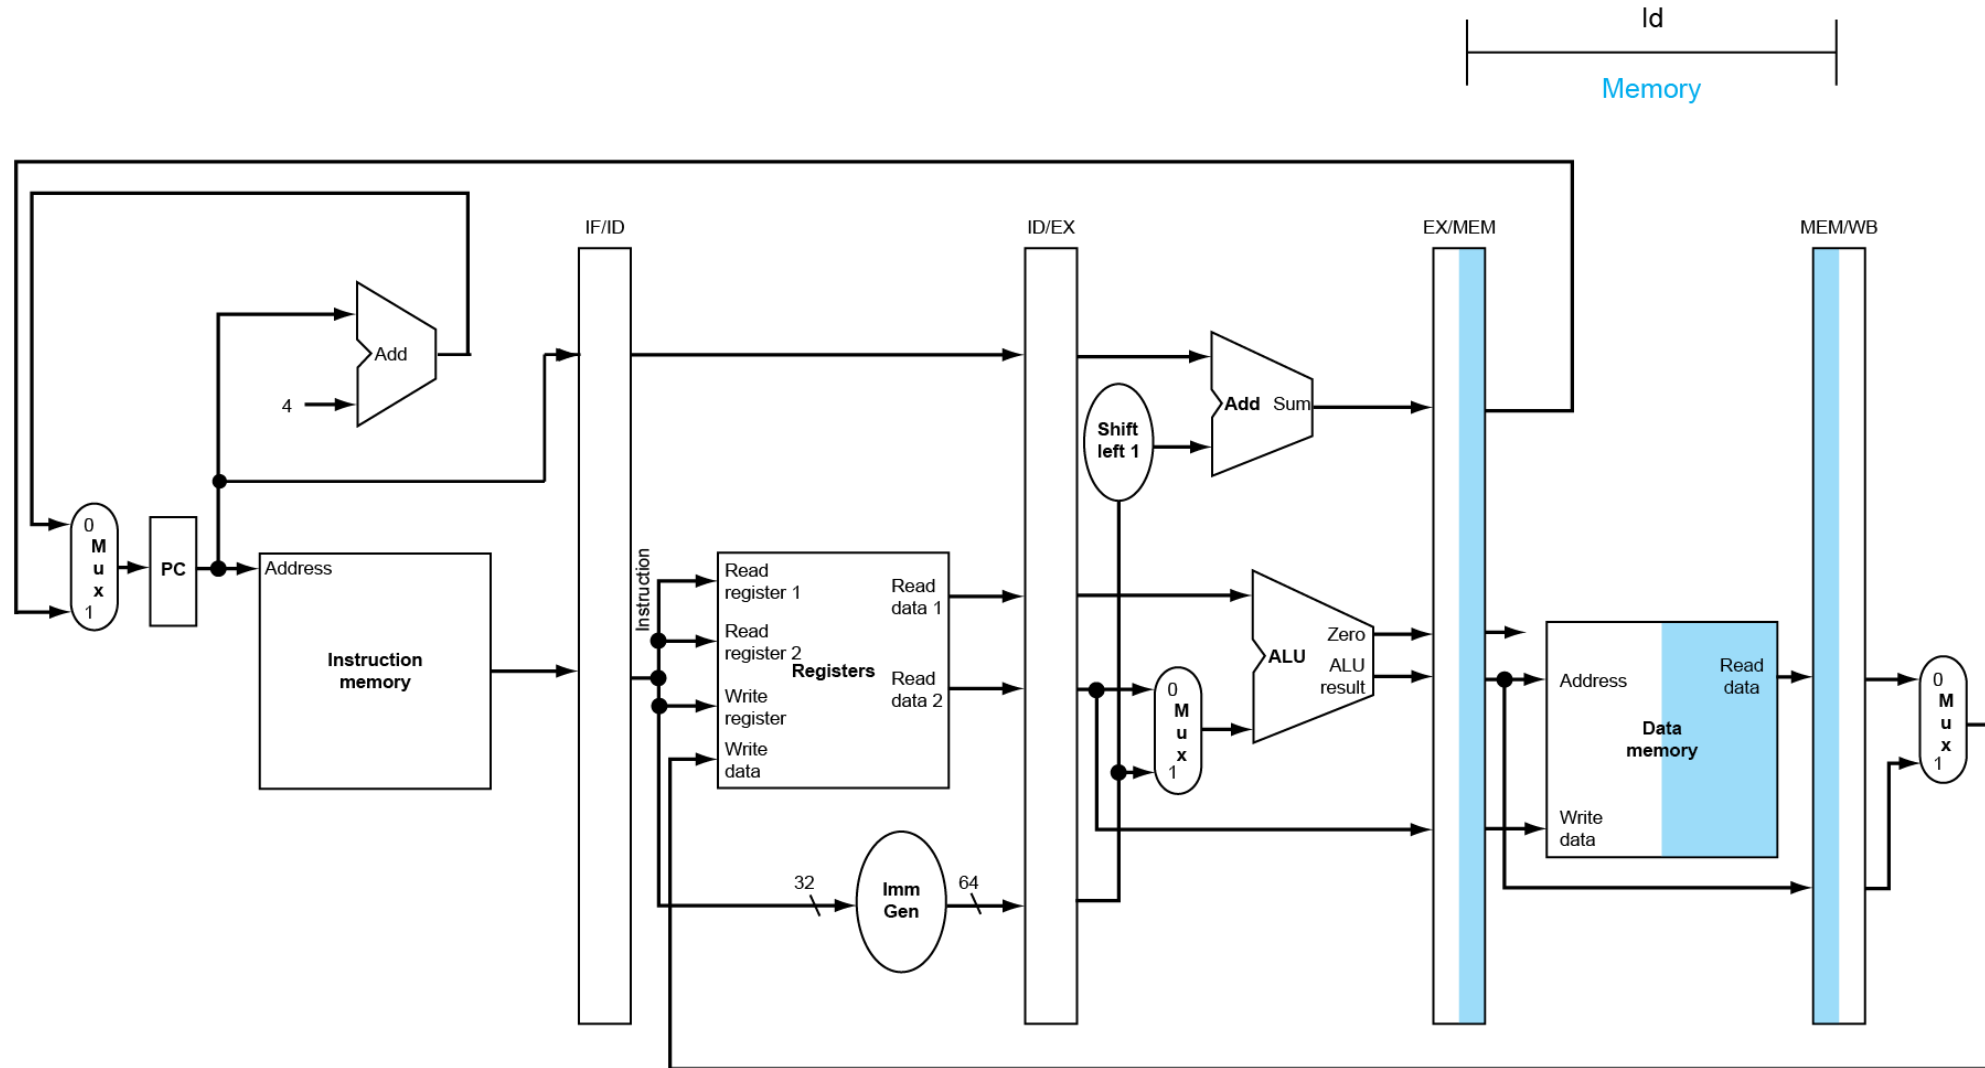 ld
Memory
IF/ID
ID/EX
EX/MEM
MEM/WB
Add
4
Add Sum
Shift
left 1
0
M
u
x
1
PC
Address
Instruction
memory
Instruction
Read
register 1
Read
register 2
Write
register
Write
data
Registers
Read
data 1
Read
data 2
32
Imm
Gen
64
0
M
u
x
1
ALU
Zero
ALU
result
Address
Read
data
Data
memory
Write
data
0
M
u
x
1